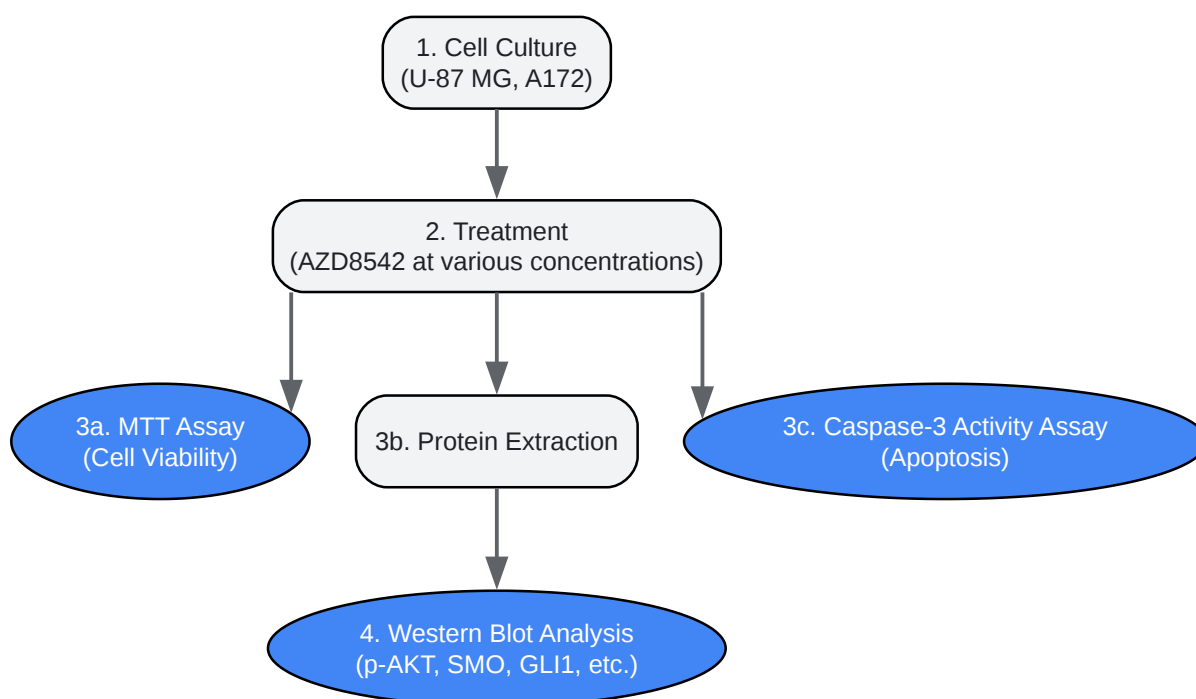 1. Cell Culture
(U-87 MG, A172)
2. Treatment
(AZD8542 at various concentrations)
3a. MTT Assay
(Cell Viability)
3b. Protein Extraction
3c. Caspase-3 Activity Assay
(Apoptosis)
4. Western Blot Analysis
(p-AKT, SMO, GLI1, etc.)